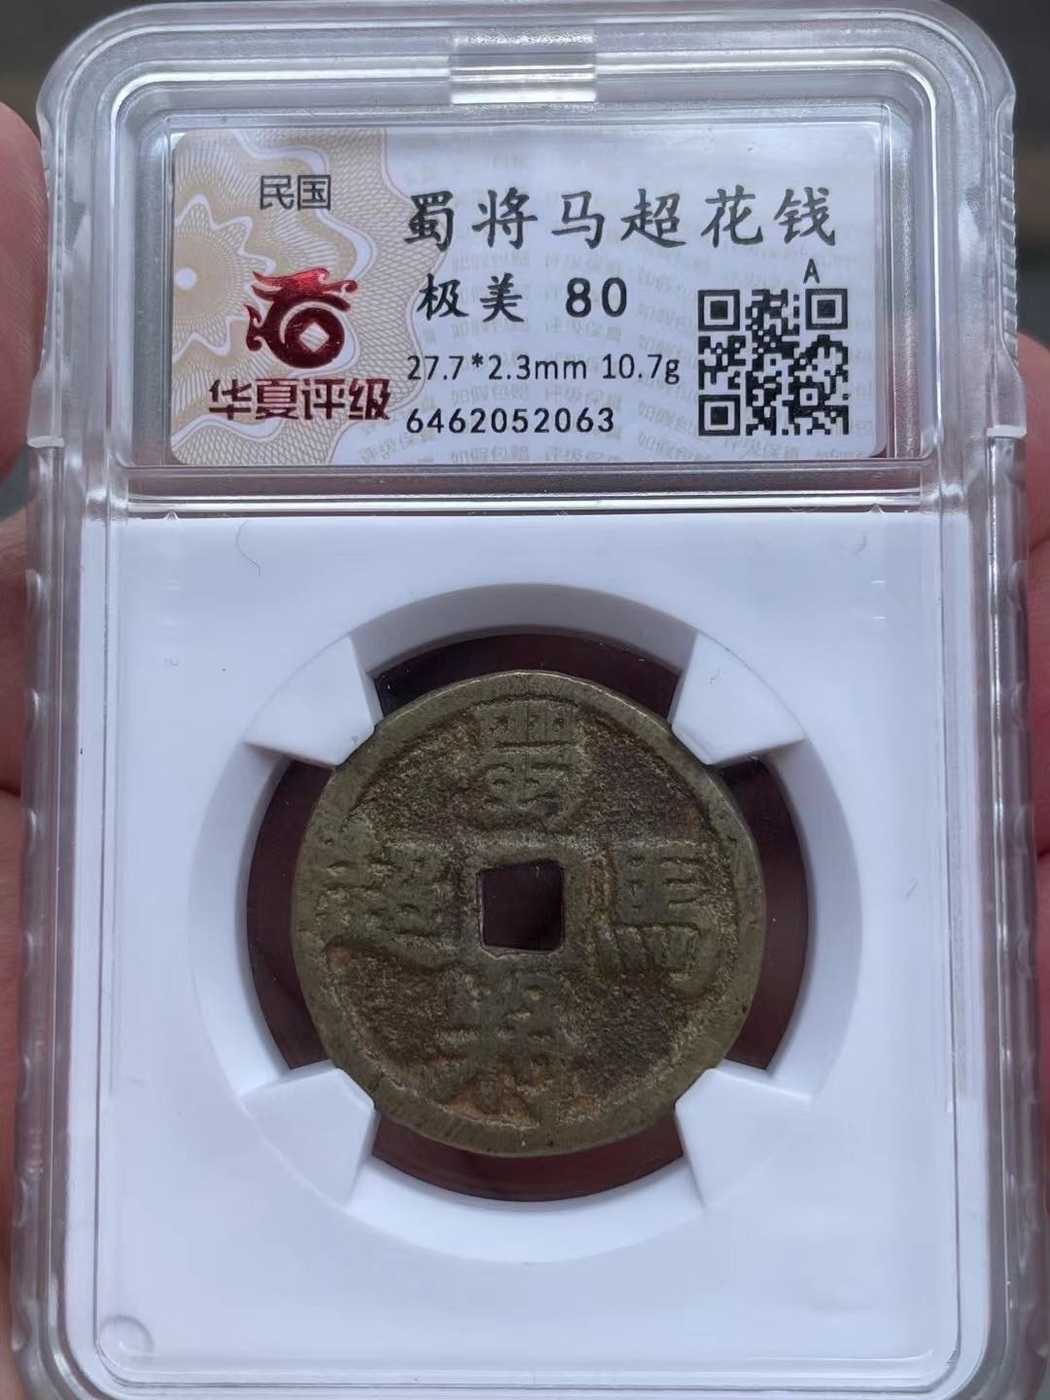 民国
华夏评级
蜀将马超花钱
极美 80
A
27.7*2.3mm 10.7g
6462052063
蜀
馬
超